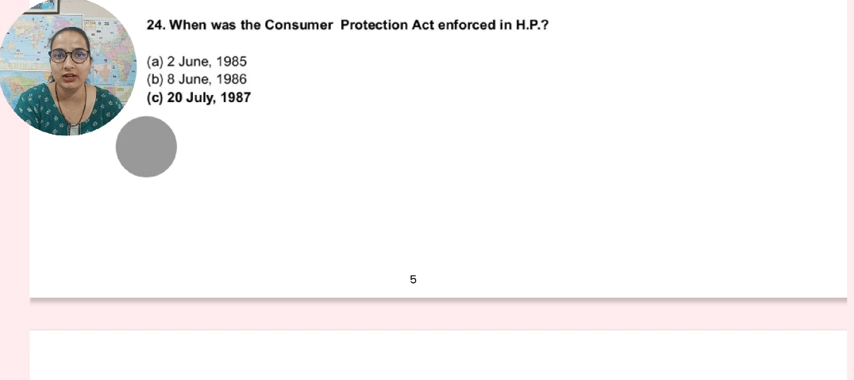 24. When was the Consumer Protection Act enforced in H.P.?
(a) 2 June, 1985
(b) 8 June, 1986
(c) 20 July, 1987
5